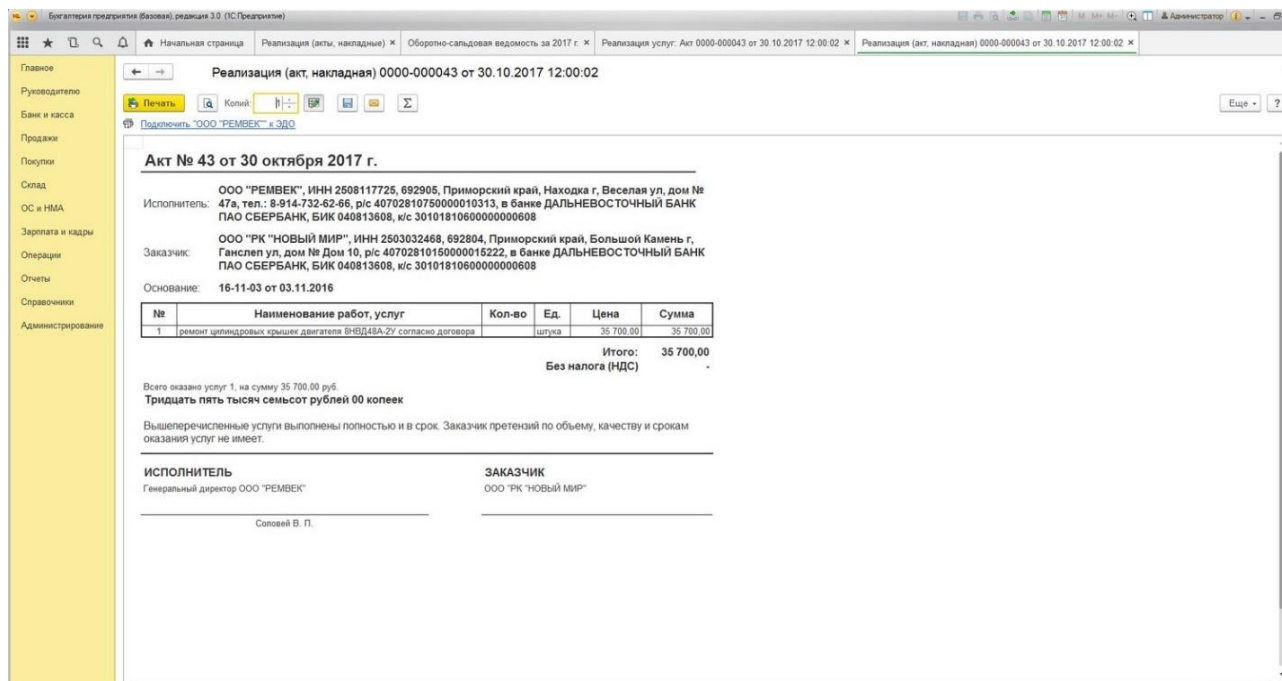 Бухгалтерия предприятия (базовая), редакция 3.0 (1С:Предприятие)
M M+ M-
Администратор
Начальная страница
Реализация (акты, накладные) ×
Оборотно-сальдовая ведомость за 2017 г. ×
Реализация услуг: Акт 0000-000043 от 30.10.2017 12:00:02 ×
Реализация (акт, накладная) 0000-000043 от 30.10.2017 12:00:02 ×
Главное
Руководителю
Банк и касса
Продажи
Покупки
Склад
ОС и НМА
Зарплата и кадры
Операции
Отчеты
Справочники
Администрирование
Реализация (акт, накладная) 0000-000043 от 30.10.2017 12:00:02
Печать
Копий: 1
Σ
Еще
?
Подключить "ООО "РЕМВЕК"" к ЭДО
Акт № 43 от 30 октября 2017 г.
Исполнитель:
ООО "РЕМВЕК", ИНН 2508117725, 692905, Приморский край, Находка г, Веселая ул, дом №
47а, тел.: 8-914-732-62-66, р/с 40702810750000010313, в банке ДАЛЬНЕВОСТОЧНЫЙ БАНК
ПАО СБЕРБАНК, БИК 040813608, к/с 30101810600000000608
Заказчик:
ООО "РК "НОВЫЙ МИР", ИНН 2503032468, 692804, Приморский край, Большой Камень г,
Ганслеп ул, дом № Дом 10, р/с 40702810150000015222, в банке ДАЛЬНЕВОСТОЧНЫЙ БАНК
ПАО СБЕРБАНК, БИК 040813608, к/с 30101810600000000608
Основание: 16-11-03 от 03.11.2016
№ Наименование работ, услуг Кол-во Ед. Цена Сумма
1 ремонт цилиндровых крышек двигателя 8НВД48А-2У согласно договора штука 35 700,00 35 700,00
Итого: 35 700,00
Без налога (НДС) -
Всего оказано услуг 1, на сумму 35 700,00 руб.
Тридцать пять тысяч семьсот рублей 00 копеек
Вышеперечисленные услуги выполнены полностью и в срок. Заказчик претензий по объему, качеству и срокам
оказания услуг не имеет.
ИСПОЛНИТЕЛЬ
Генеральный директор ООО "РЕМВЕК"
Соловей В. П.
ЗАКАЗЧИК
ООО "РК "НОВЫЙ МИР"